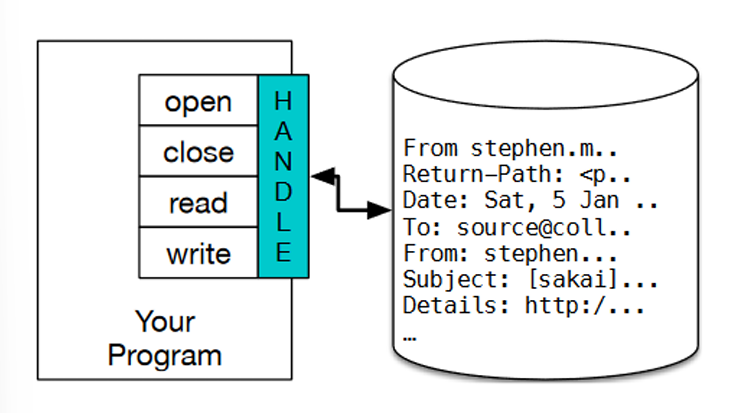 open
close
read
write
HANDLE
Your
Program
From stephen.m..
Return-Path: <p..
Date: Sat, 5 Jan ..
To: source@coll..
From: stephen...
Subject: [sakai]...
Details: http:/...
…